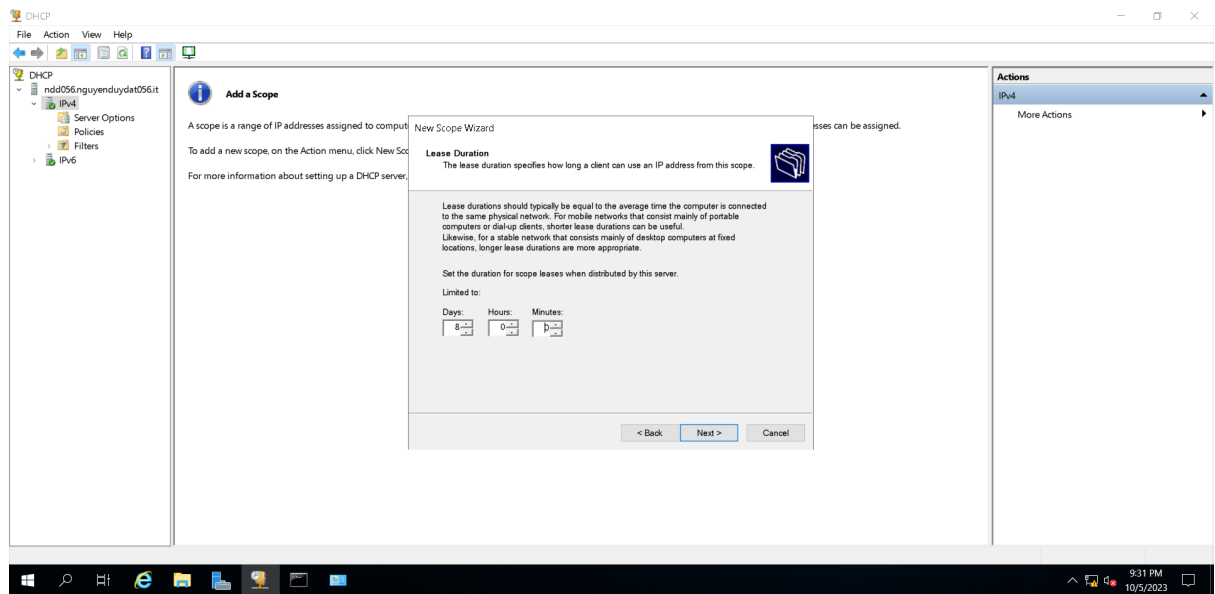 DHCP
File Action View Help
DHCP
ndd056.nguyenduydat056.it
IPv4
Server Options
Policies
Filters
IPv6
Add a Scope
A scope is a range of IP addresses assigned to compute
esses can be assigned.
To add a new scope, on the Action menu, click New Sco
For more information about setting up a DHCP server,
New Scope Wizard
Lease Duration
The lease duration specifies how long a client can use an IP address from this scope.
Lease durations should typically be equal to the average time the computer is connected
to the same physical network. For mobile networks that consist mainly of portable
computers or dial-up clients, shorter lease durations can be useful.
Likewise, for a stable network that consists mainly of desktop computers at fixed
locations, longer lease durations are more appropriate.
Set the duration for scope leases when distributed by this server.
Limited to:
Days: Hours: Minutes:
8 0 0
< Back Next > Cancel
Actions
IPv4
More Actions
9:31 PM
10/5/2023